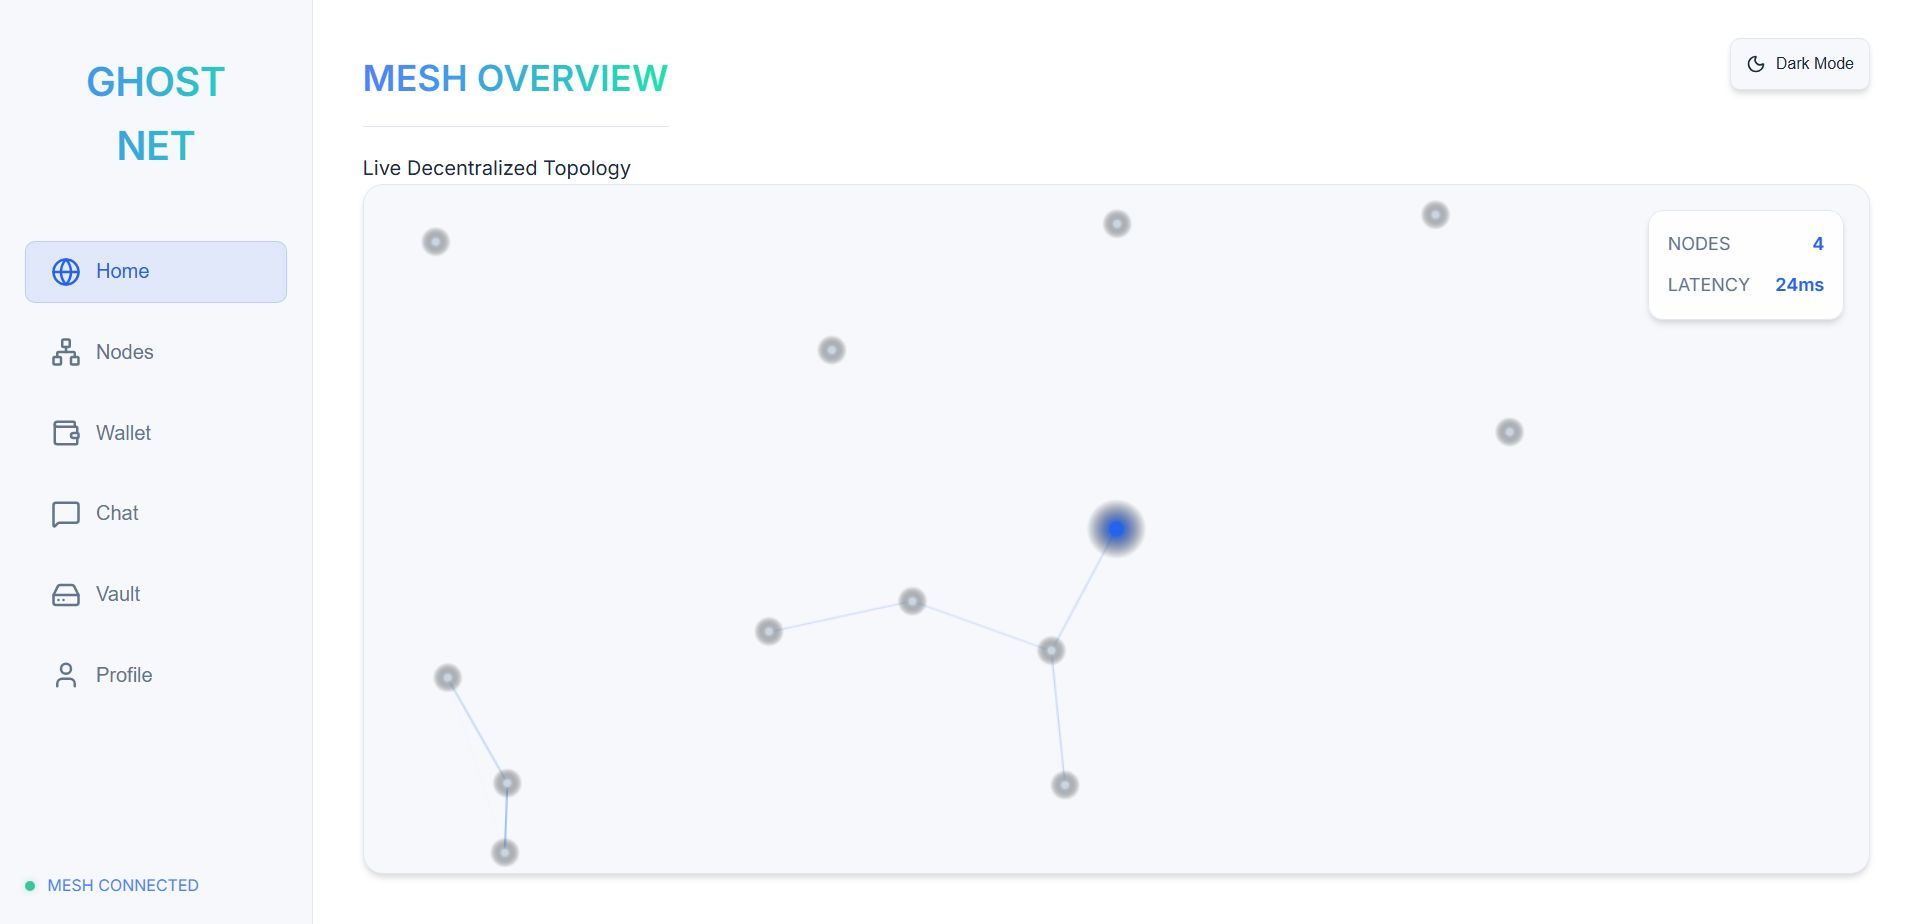 GHOST
NET
Home
Nodes
Wallet
Chat
Vault
Profile
MESH CONNECTED
MESH OVERVIEW
Dark Mode
Live Decentralized Topology
NODES 4
LATENCY 24ms